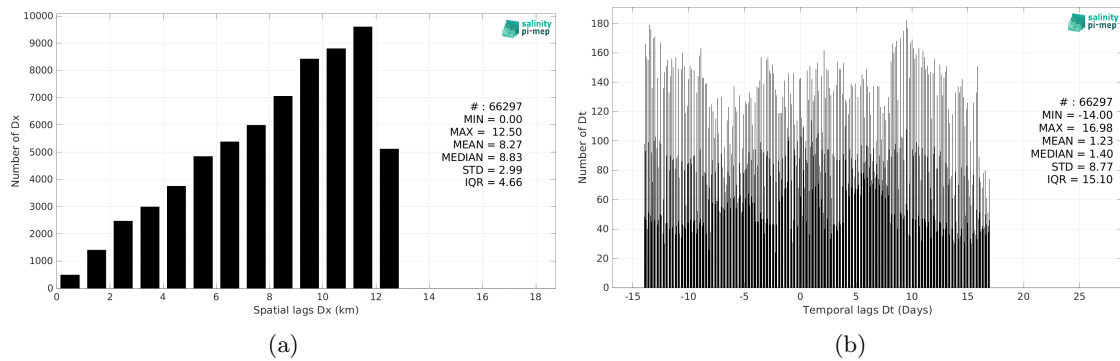 10000
9000
8000
7000
6000
5000
4000
3000
2000
1000
0
Number of Dx
0 2 4 6 8 10 12 14 16 18
Spatial lags Dx (km)
salinity
pi-mep
# : 66297
MIN = 0.00
MAX = 12.50
MEAN = 8.27
MEDIAN = 8.83
STD = 2.99
IQR = 4.66
(a)
180
160
140
120
100
80
60
40
20
0
Number of Dt
-15 -10 -5 0 5 10 15 20 25
Temporal lags Dt (Days)
salinity
pi-mep
# : 66297
MIN = -14.00
MAX = 16.98
MEAN = 1.23
MEDIAN = 1.40
STD = 8.77
IQR = 15.10
(b)